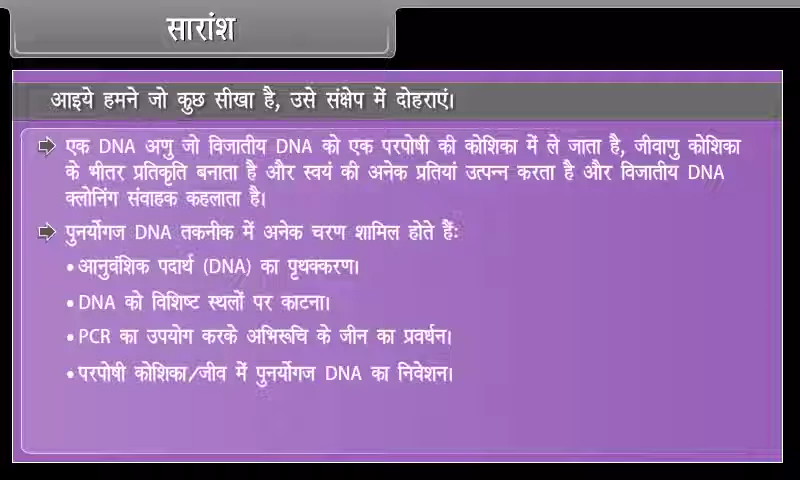 सारांश
आइये हमने जो कुछ सीखा है, उसे संक्षेप में दोहराएं।
एक DNA अणु जो विजातीय DNA को एक परपोषी की कोशिका में ले जाता है, जीवाणु कोशिका
के भीतर प्रतिकृति बनाता है और स्वयं की अनेक प्रतियां उत्पन्न करता है और विजातीय DNA
क्लोनिंग संवाहक कहलाता है।
पुनर्योगज DNA तकनीक में अनेक चरण शामिल होते हैं:
• आनुवंशिक पदार्थ (DNA) का पृथक्करण।
• DNA को विशिष्ट स्थलों पर काटना।
• PCR का उपयोग करके अभिरूचि के जीन का प्रवर्धन।
• परपोषी कोशिका/जीव में पुनर्योगज DNA का निवेशन।